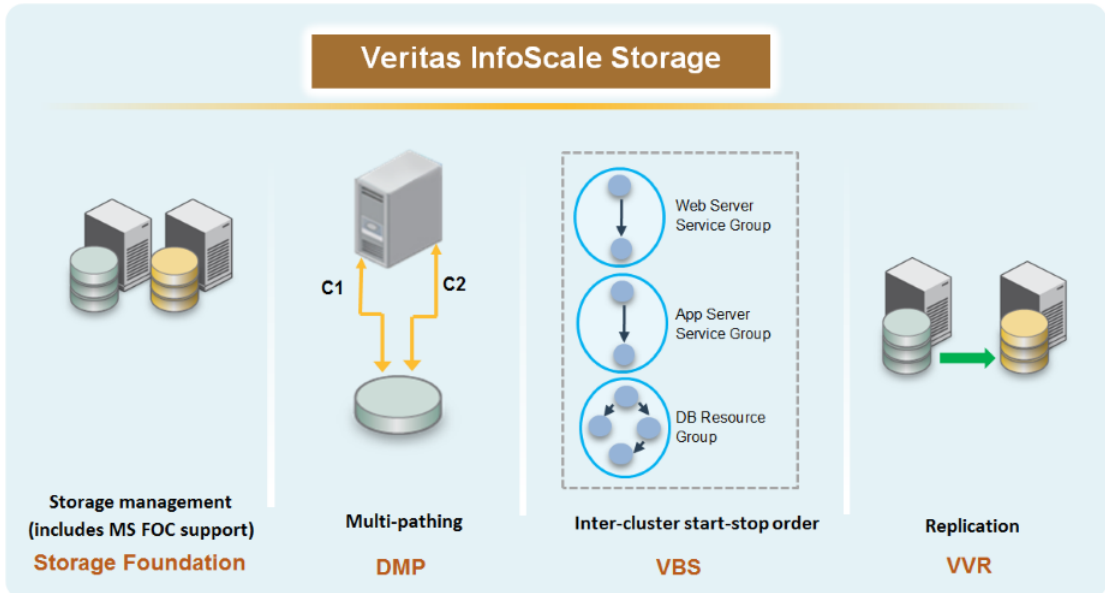 Veritas InfoScale Storage
C1
C2
Web Server
Service Group
App Server
Service Group
DB Resource
Group
Storage management
(includes MS FOC support)
Storage Foundation
Multi-pathing
DMP
Inter-cluster start-stop order
VBS
Replication
VVR